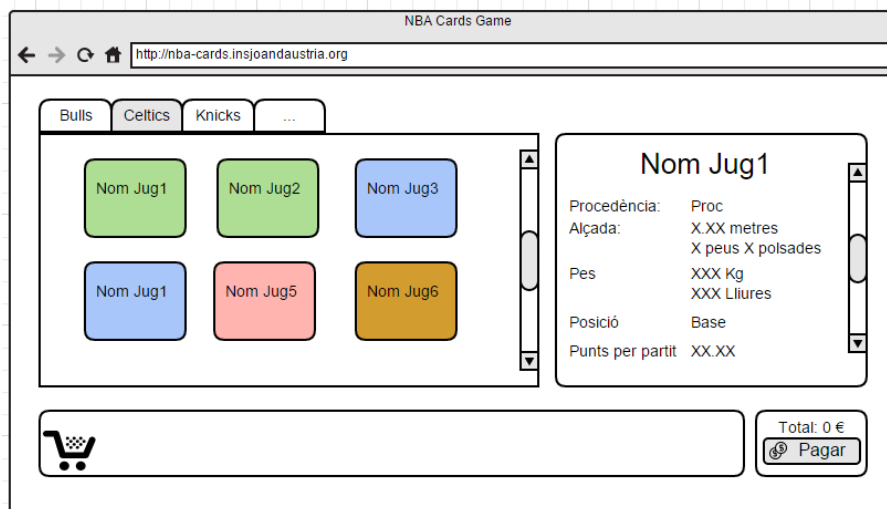 NBA Cards Game
http://nba-cards.insjoandaustria.org
Bulls Celtics Knicks ...
Nom Jug1 Nom Jug2 Nom Jug3
Nom Jug1 Nom Jug5 Nom Jug6
Nom Jug1
Procedència: Proc
Alçada: X.XX metres
X peus X polsades
Pes XXX Kg
XXX Lliures
Posició Base
Punts per partit XX.XX
Total: 0 €
Pagar